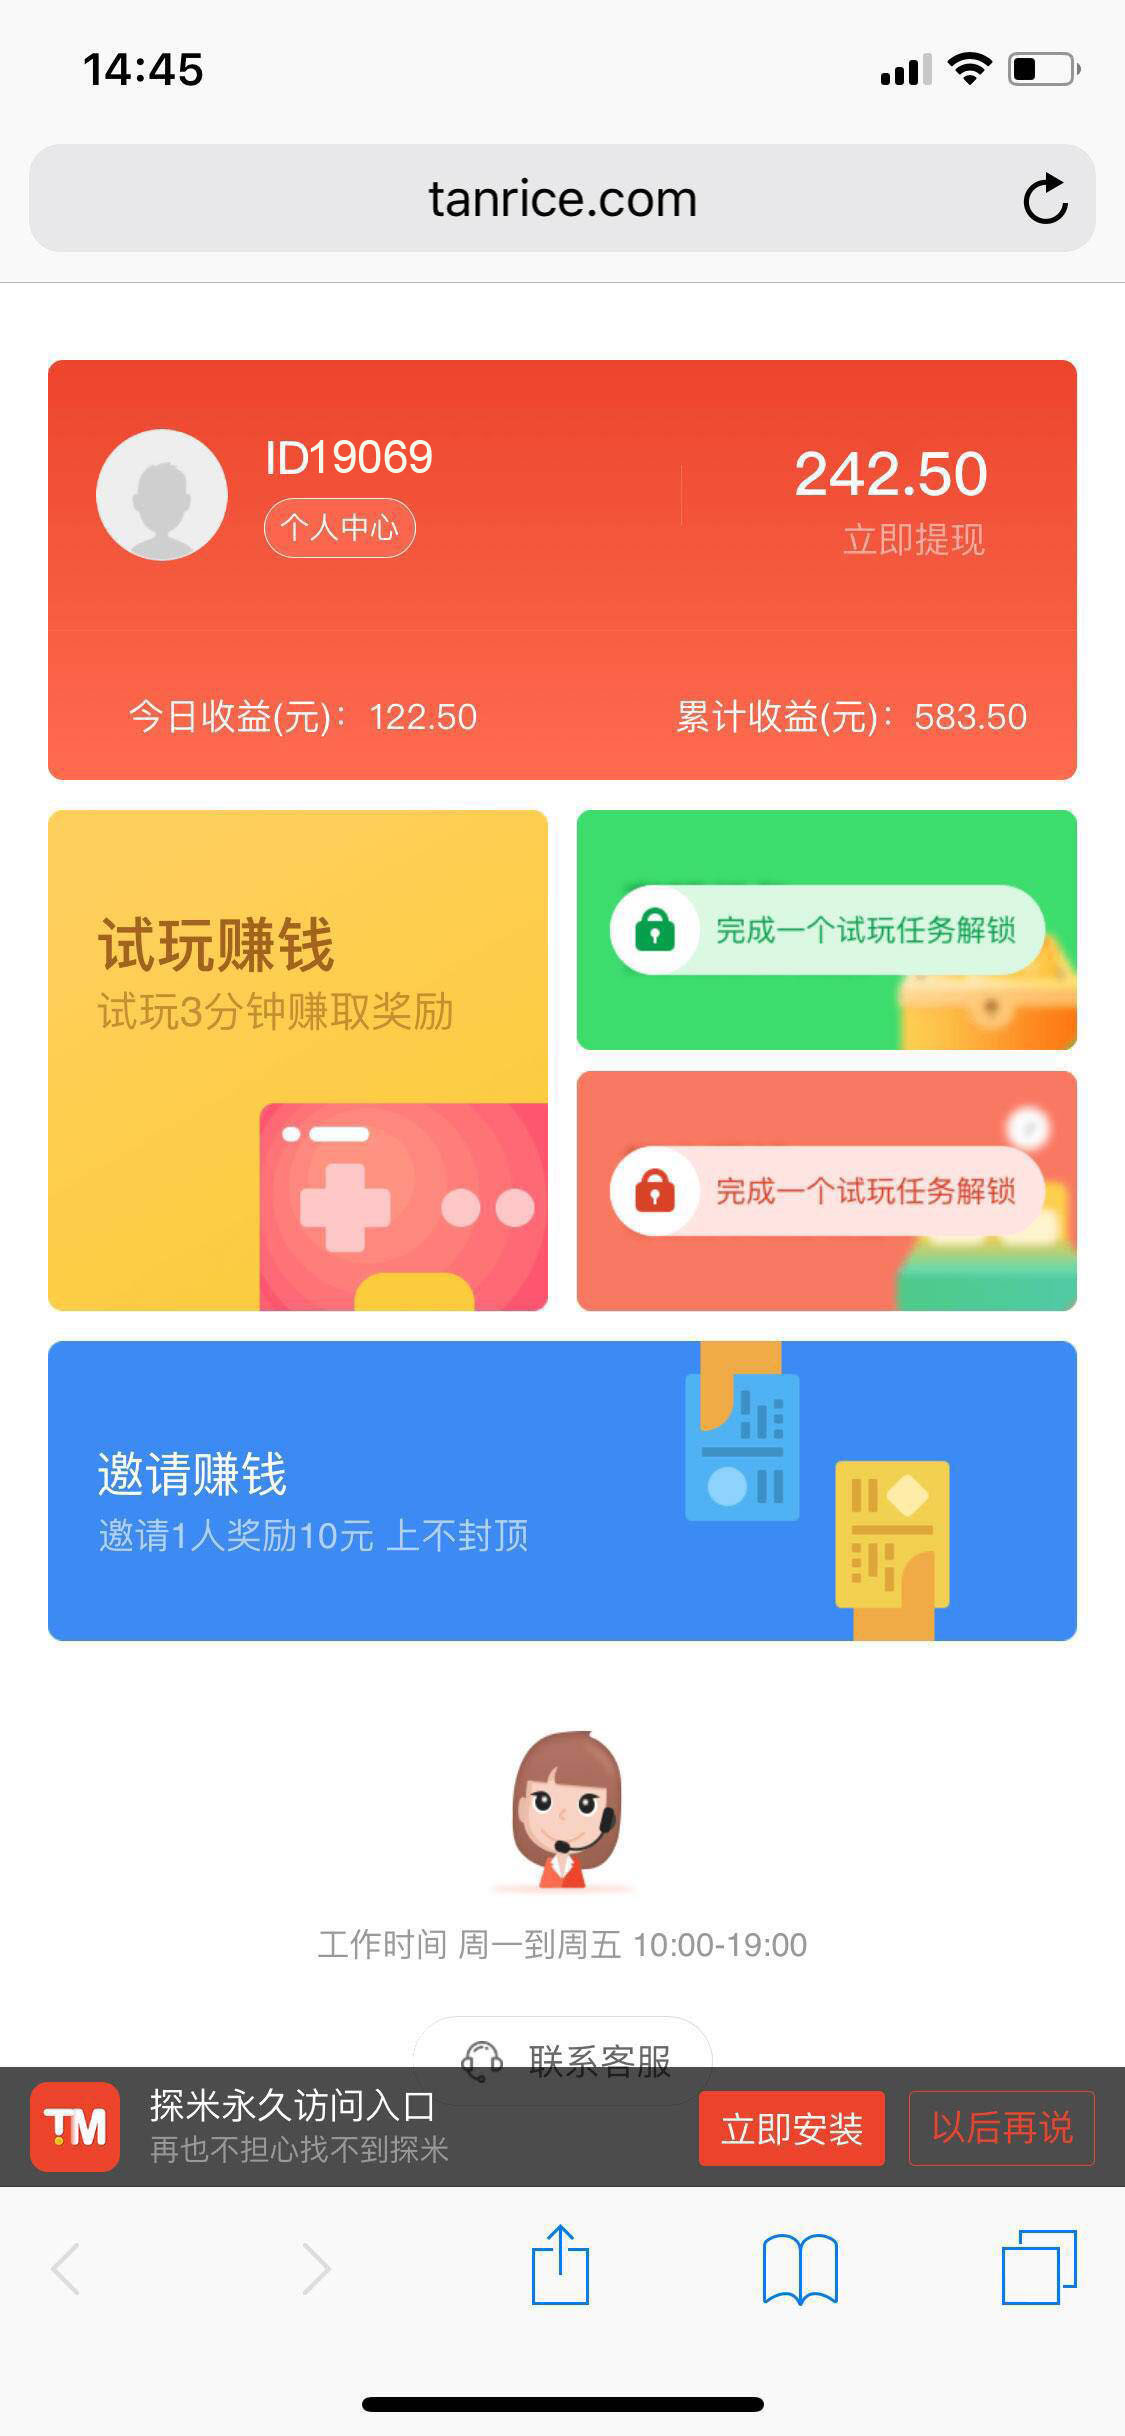 14:45
tanrice.com
ID19069
个人中心
242.50
立即提现
今日收益(元)：122.50
累计收益(元)：583.50
试玩赚钱
试玩3分钟赚取奖励
完成一个试玩任务解锁
完成一个试玩任务解锁
邀请赚钱
邀请1人奖励10元 上不封顶
工作时间 周一到周五 10:00-19:00
联系客服
TM
探米永久访问入口
再也不担心找不到探米
立即安装
以后再说